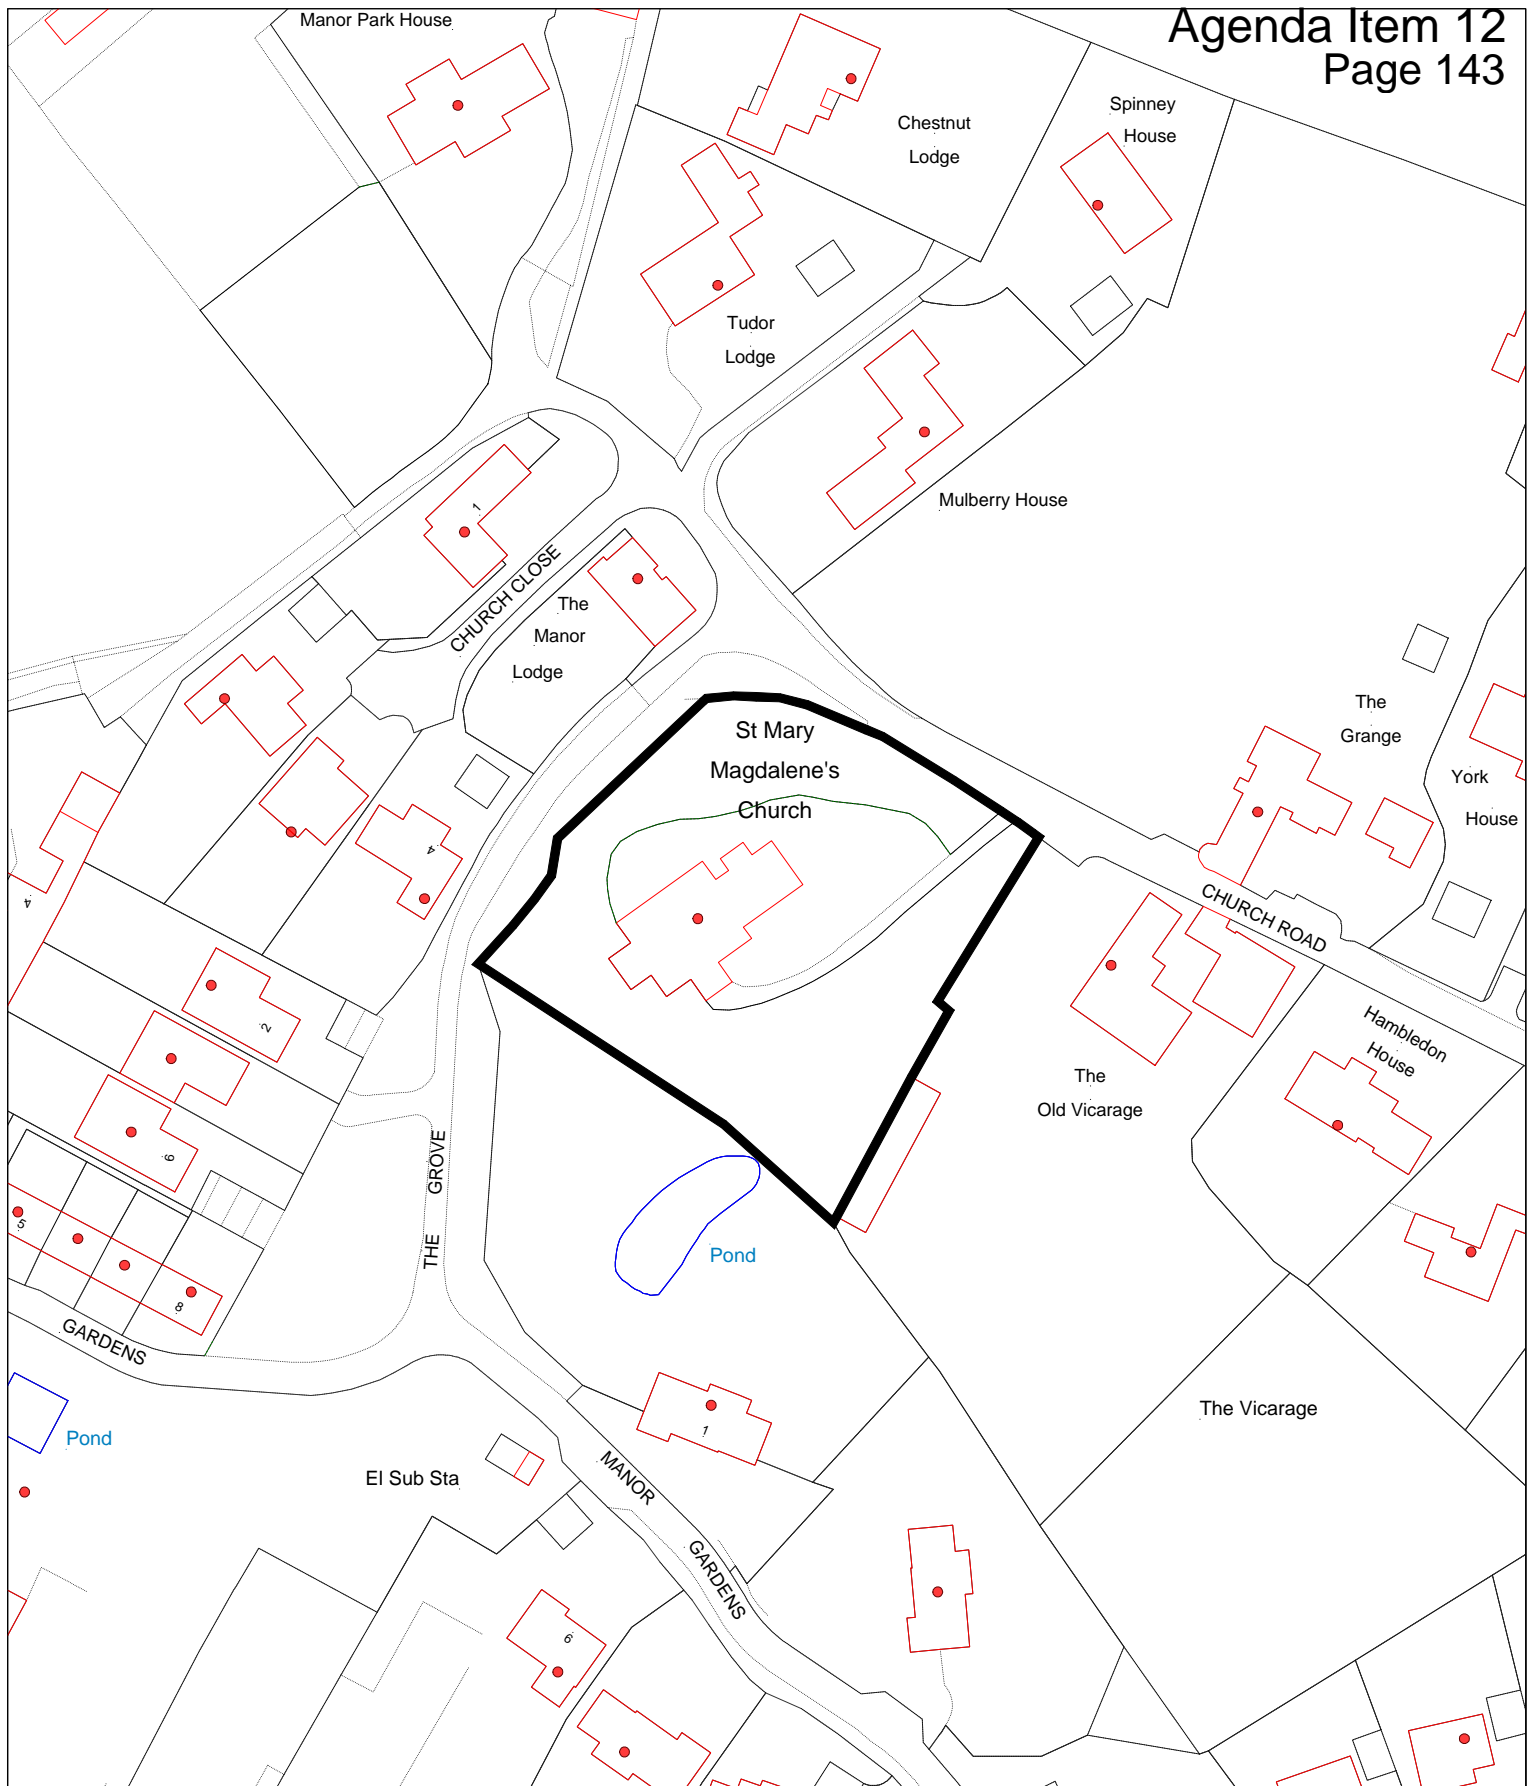 Agenda Item 12
Page 143
Manor Park House
Chestnut
Lodge
Spinney
House
Tudor
Lodge
Mulberry House
1
CHURCH CLOSE
The
Manor
Lodge
St Mary
Magdalene's
Church
The
Grange
York
House
4
4
CHURCH ROAD
Hambledon
House
The
Old Vicarage
2
6
5
8
THE GROVE
Pond
GARDENS
Pond
El Sub Sta
1
MANOR
GARDENS
The Vicarage
6